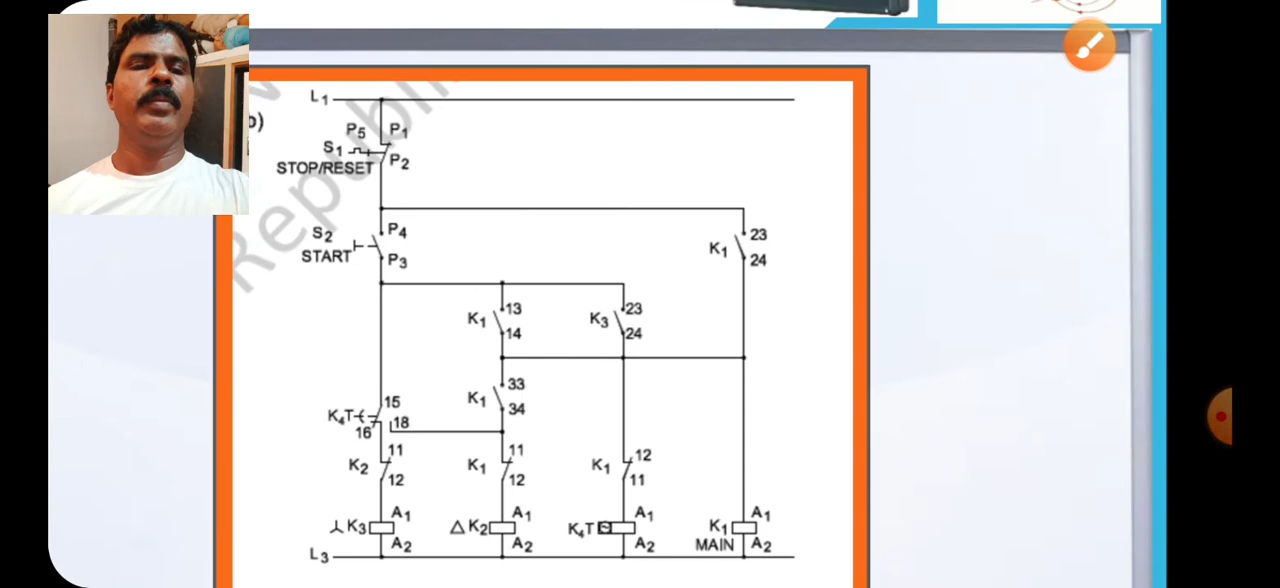 L1
b)
P5 P1
S1
STOP/RESET P2
S2 P4
START P3
K1 23
24
K1 13
14
K3 23
24
K1 33
34
K4T 15
16 18
K2 11
12
K1 11
12
K1 12
11
K3 A1
A2
△ K2 A1
A2
K4T A1
A2
K1 A1
MAIN A2
L3
Republi